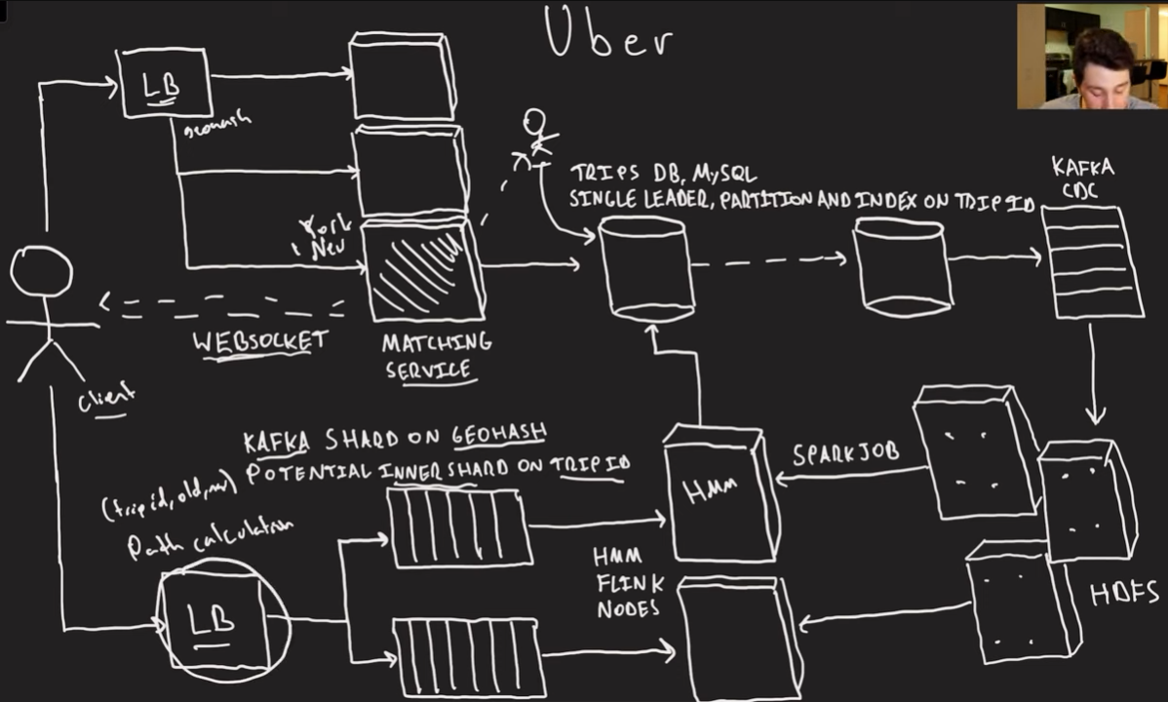 Uber
LB
geohash
TRIPS DB, MySQL
SINGLE LEADER, PARTITION AND INDEX ON TRIP ID
KAFKA
CDC
York
New
WEBSOCKET
MATCHING
SERVICE
client
KAFKA SHARD ON GEOHASH
POTENTIAL INNER SHARD ON TRIP ID
(trip id, old, new)
Path calculation
LB
HMM
SPARK JOB
HMM
FLINK
NODES
HDFS